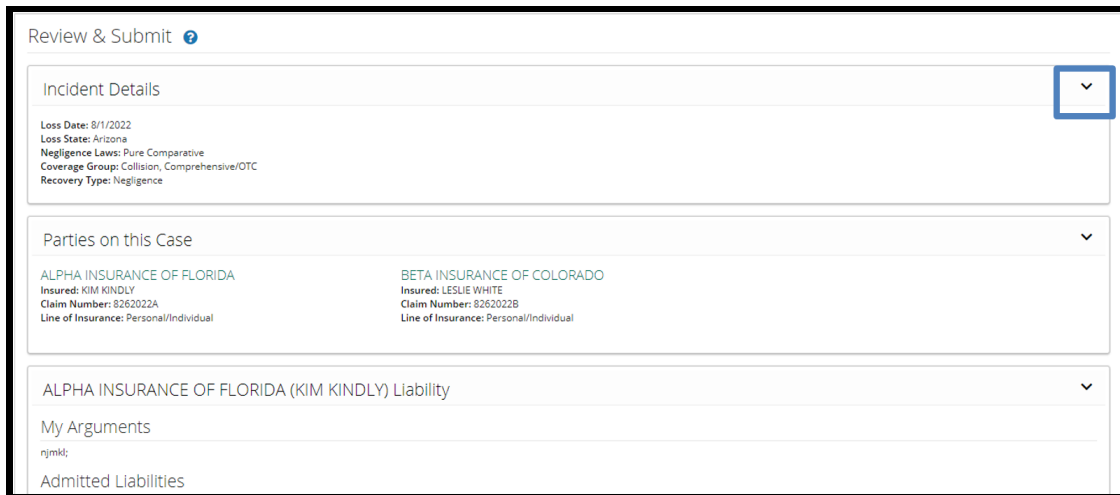 Review & Submit ?
Incident Details
Loss Date: 8/1/2022
Loss State: Arizona
Negligence Laws: Pure Comparative
Coverage Group: Collision, Comprehensive/OTC
Recovery Type: Negligence
Parties on this Case
ALPHA INSURANCE OF FLORIDA
Insured: KIM KINDLY
Claim Number: 8262022A
Line of Insurance: Personal/Individual
BETA INSURANCE OF COLORADO
Insured: LESLIE WHITE
Claim Number: 8262022B
Line of Insurance: Personal/Individual
ALPHA INSURANCE OF FLORIDA (KIM KINDLY) Liability
My Arguments
njmkl;
Admitted Liabilities